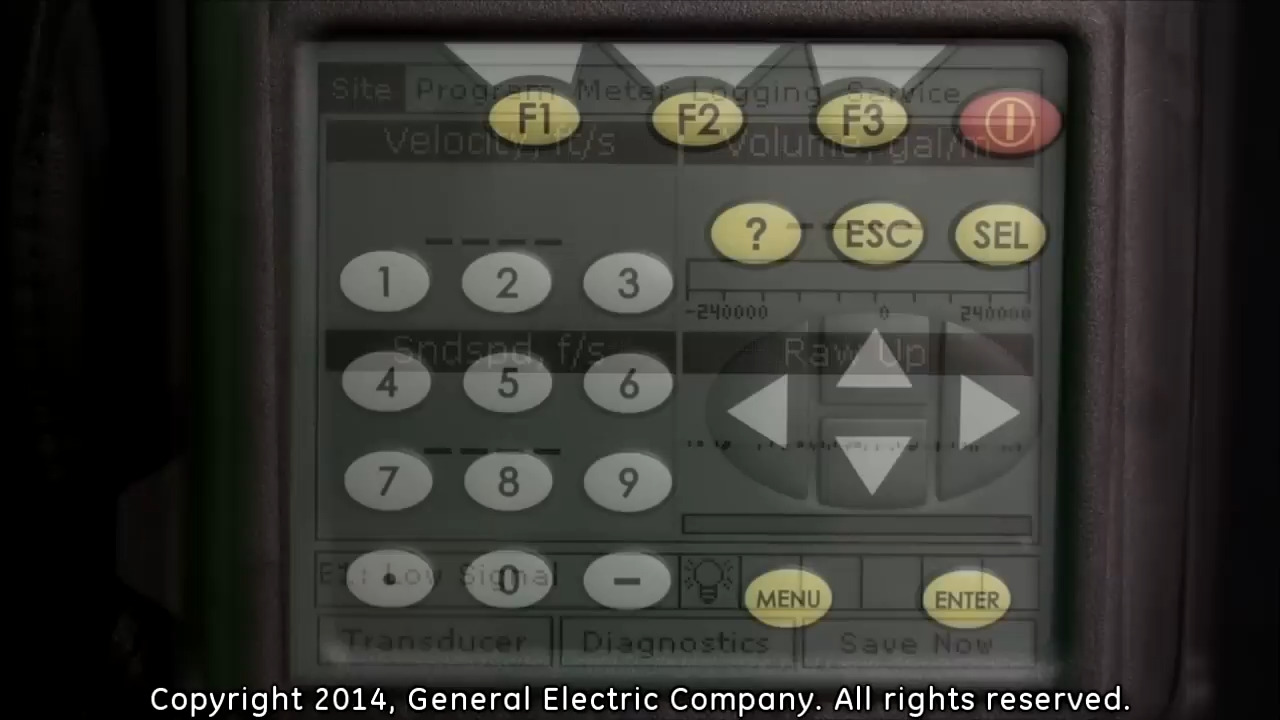 Site Program Meter Logging Service
F1 F2 F3
Velocity, ft/s Volume, gal/m
? ESC SEL
1 2 3
-240000 0 240000
Sndspd, f/s Raw Up
4 5 6
7 8 9
E1: Low Signal
. 0 -
MENU ENTER
Transducer Diagnostics Save Now
Copyright 2014, General Electric Company. All rights reserved.